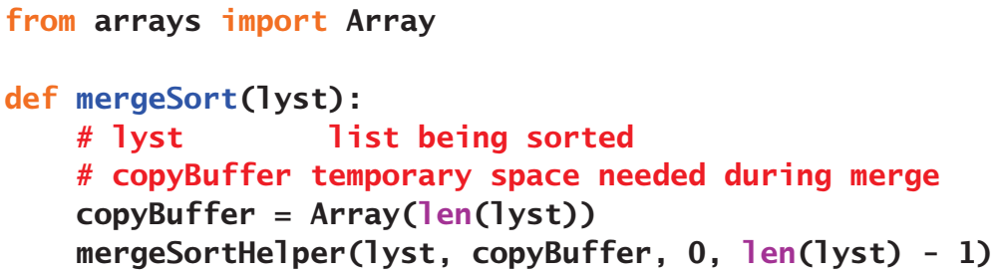 from arrays import Array
def mergeSort(lyst):
    # lyst       list being sorted
    # copyBuffer temporary space needed during merge
    copyBuffer = Array(len(lyst))
    mergeSortHelper(lyst, copyBuffer, 0, len(lyst) - 1)